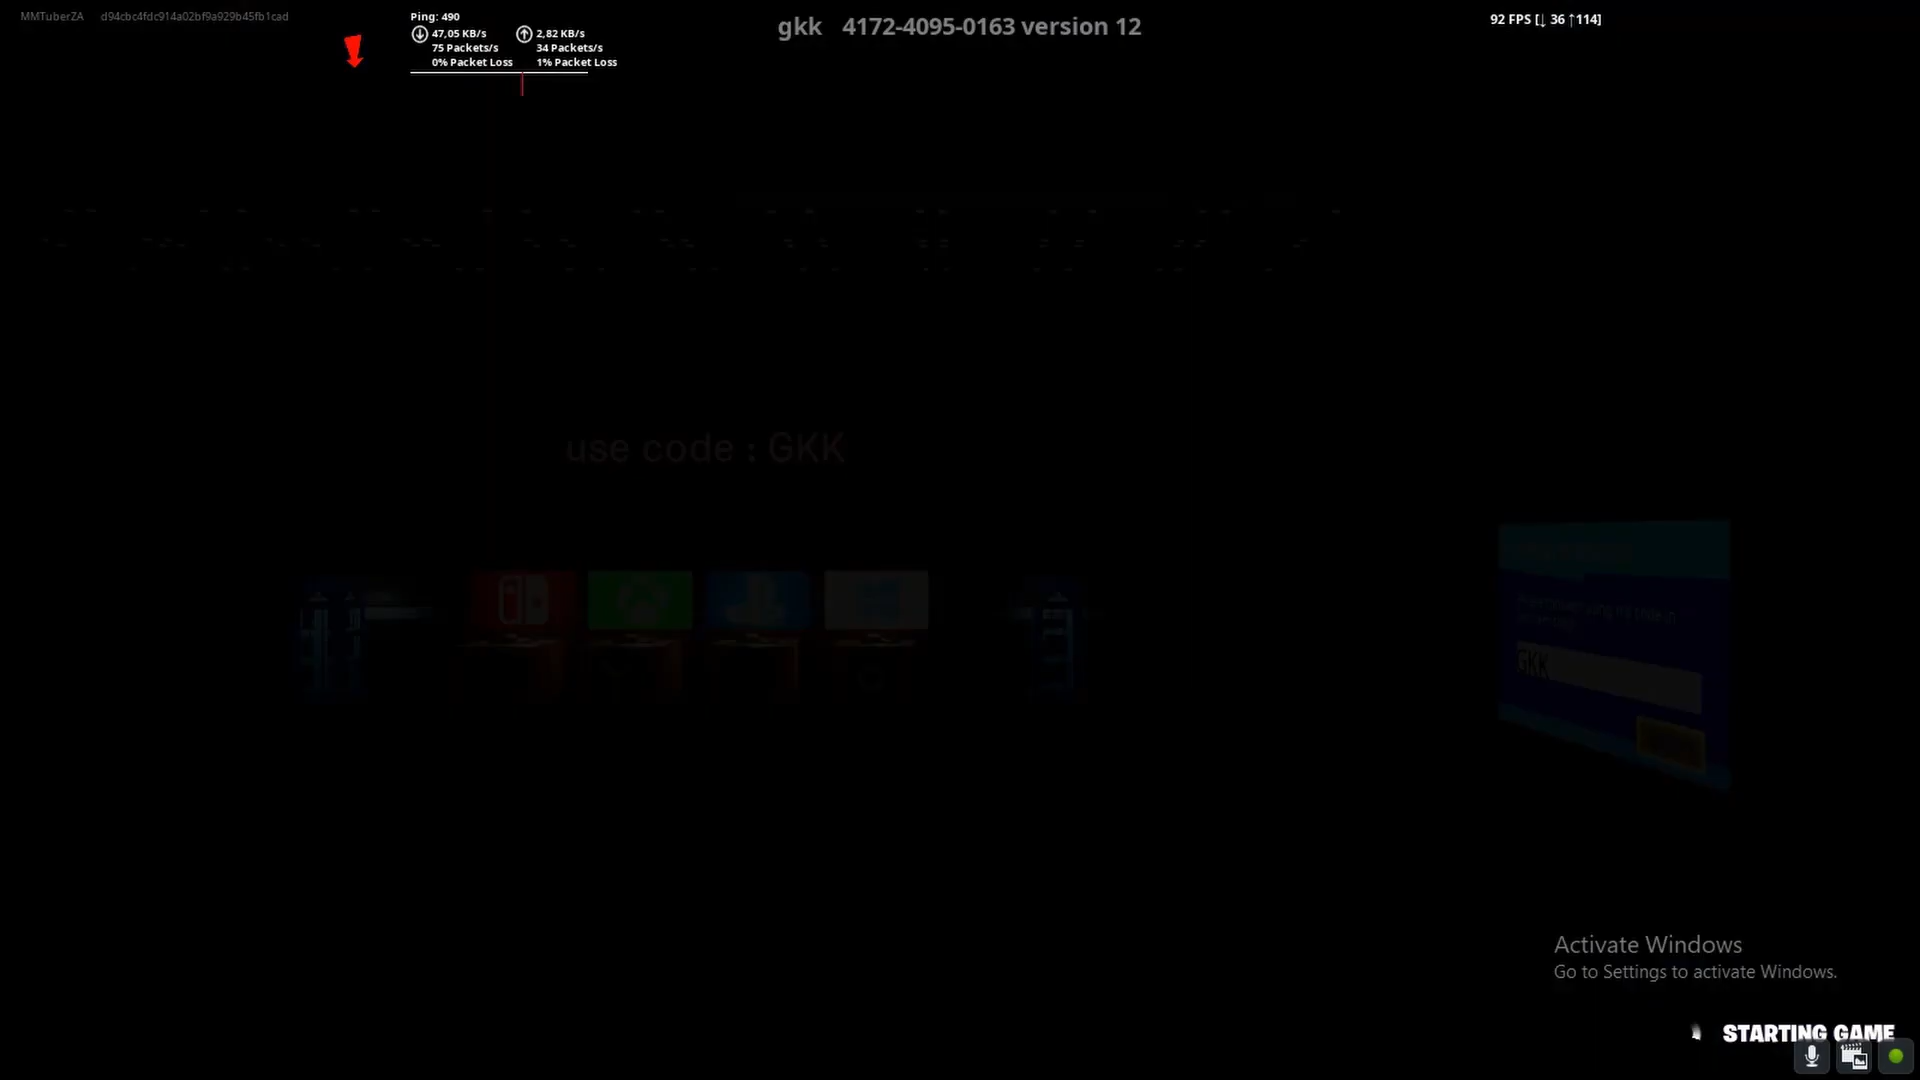 MMTuberZA d94cbc4fdc914a02bf9a929b45fb1cad
Ping: 490
47,05 KB/s 2,82 KB/s
75 Packets/s 34 Packets/s
0% Packet Loss 1% Packet Loss
gkk 4172-4095-0163 version 12
92 FPS [↓ 36 ↑114]
use code : GKK
GKK
Activate Windows
Go to Settings to activate Windows.
STARTING GAME